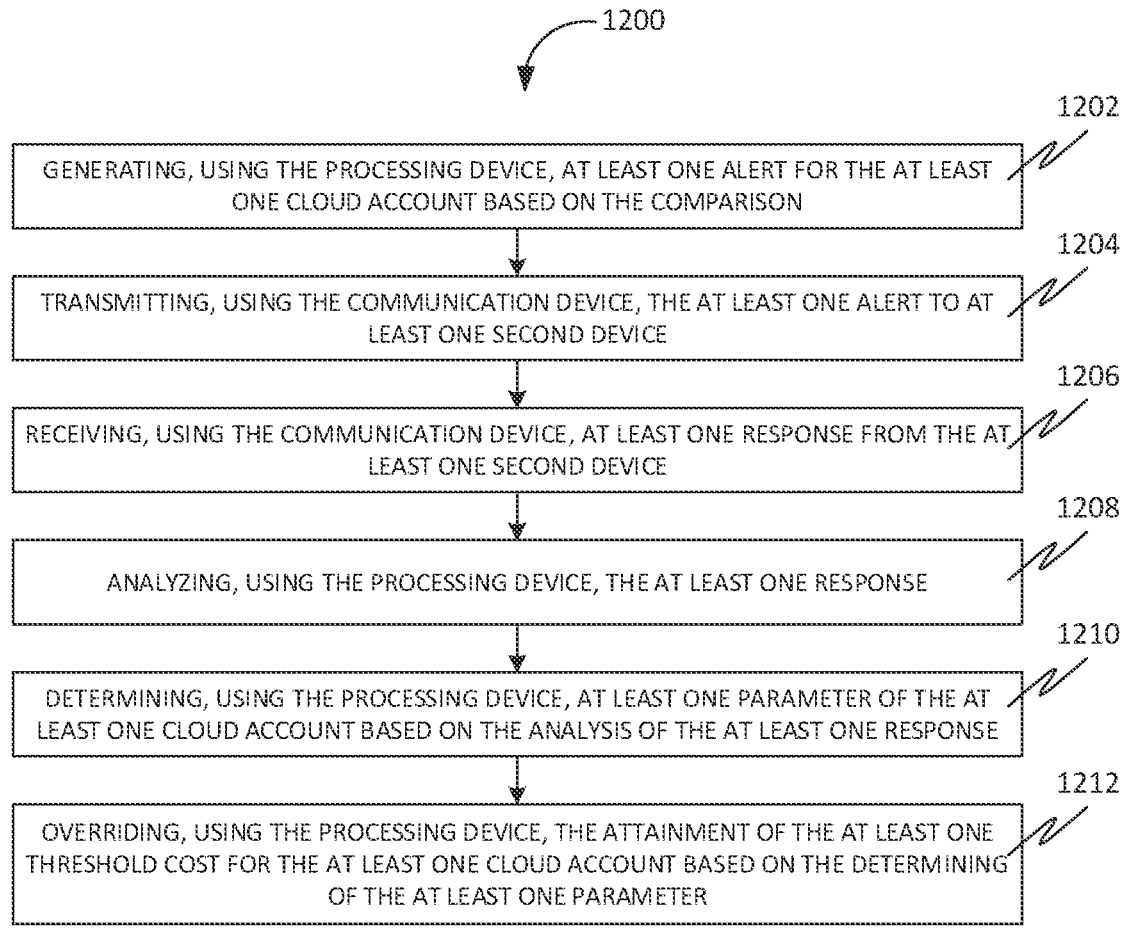 1200
1202
GENERATING, USING THE PROCESSING DEVICE, AT LEAST ONE ALERT FOR THE AT LEAST
ONE CLOUD ACCOUNT BASED ON THE COMPARISON
1204
TRANSMITTING, USING THE COMMUNICATION DEVICE, THE AT LEAST ONE ALERT TO AT
LEAST ONE SECOND DEVICE
1206
RECEIVING, USING THE COMMUNICATION DEVICE, AT LEAST ONE RESPONSE FROM THE AT
LEAST ONE SECOND DEVICE
1208
ANALYZING, USING THE PROCESSING DEVICE, THE AT LEAST ONE RESPONSE
1210
DETERMINING, USING THE PROCESSING DEVICE, AT LEAST ONE PARAMETER OF THE AT
LEAST ONE CLOUD ACCOUNT BASED ON THE ANALYSIS OF THE AT LEAST ONE RESPONSE
1212
OVERRIDING, USING THE PROCESSING DEVICE, THE ATTAINMENT OF THE AT LEAST ONE
THRESHOLD COST FOR THE AT LEAST ONE CLOUD ACCOUNT BASED ON THE DETERMINING
OF THE AT LEAST ONE PARAMETER